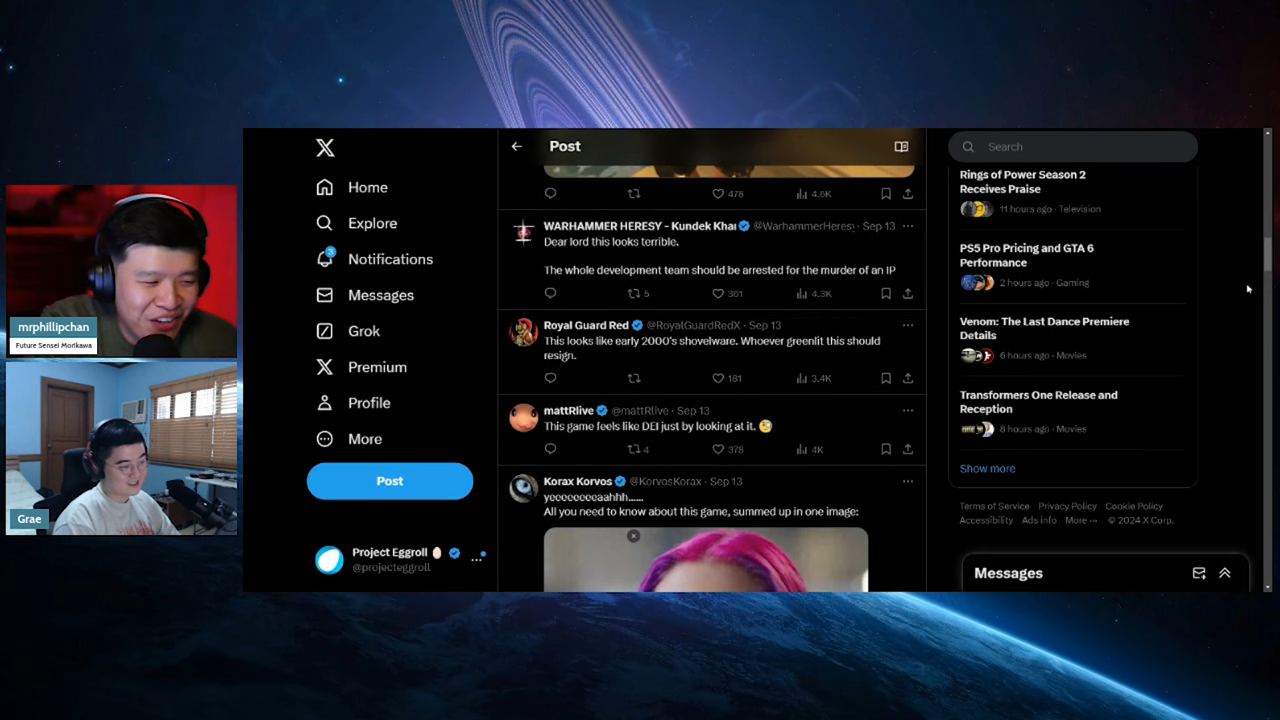 mrphillipchan
Future Sensei Morikawa
Grae
Home
Explore
3
Notifications
Messages
Grok
Premium
Profile
More
Post
Project Eggroll
@projecteggroll
Post
478 4.6K
WARHAMMER HERESY - Kundek Khan @WarhammerHeresy · Sep 13
Dear lord this looks terrible.
The whole development team should be arrested for the murder of an IP
5 361 4.3K
Royal Guard Red @RoyalGuardRedX · Sep 13
This looks like early 2000's shovelware. Whoever greenlit this should
resign.
181 3.4K
mattRlive @mattRlive · Sep 13
This game feels like DEI just by looking at it.
4 378 4K
Korax Korvos @KorvosKorax · Sep 13
yeeeeeeeaahhh......
All you need to know about this game, summed up in one image:
Search
Rings of Power Season 2
Receives Praise
11 hours ago · Television
PS5 Pro Pricing and GTA 6
Performance
2 hours ago · Gaming
Venom: The Last Dance Premiere
Details
6 hours ago · Movies
Transformers One Release and
Reception
8 hours ago · Movies
Show more
Terms of Service Privacy Policy Cookie Policy
Accessibility Ads info More ··· © 2024 X Corp.
Messages